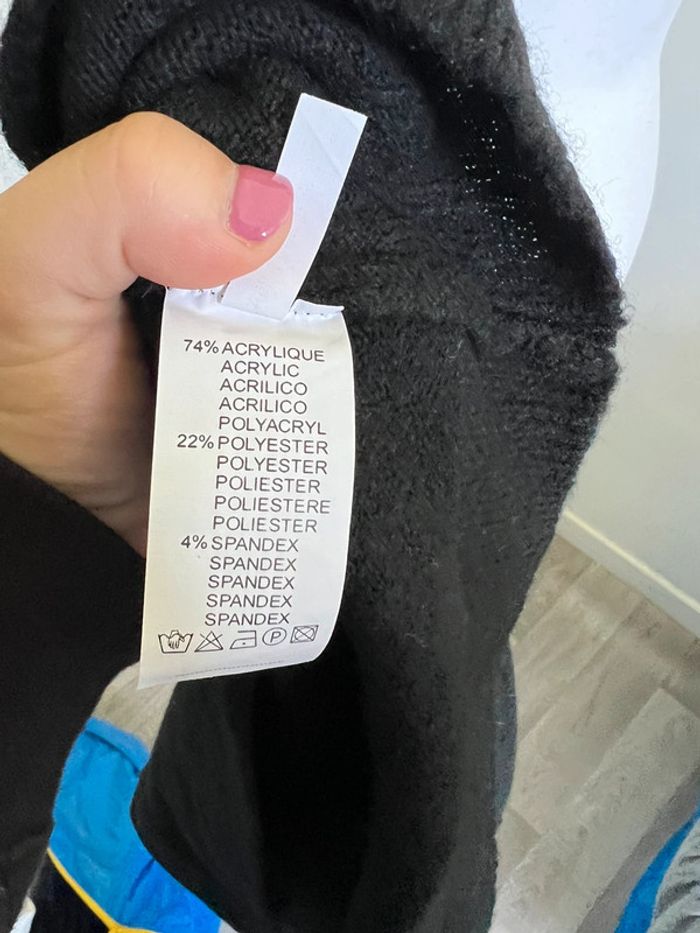 74% ACRYLIQUE
ACRYLIC
ACRILICO
ACRILICO
POLYACRYL
22% POLYESTER
POLYESTER
POLIESTER
POLIESTERE
POLIESTER
4% SPANDEX
SPANDEX
SPANDEX
SPANDEX
SPANDEX
P